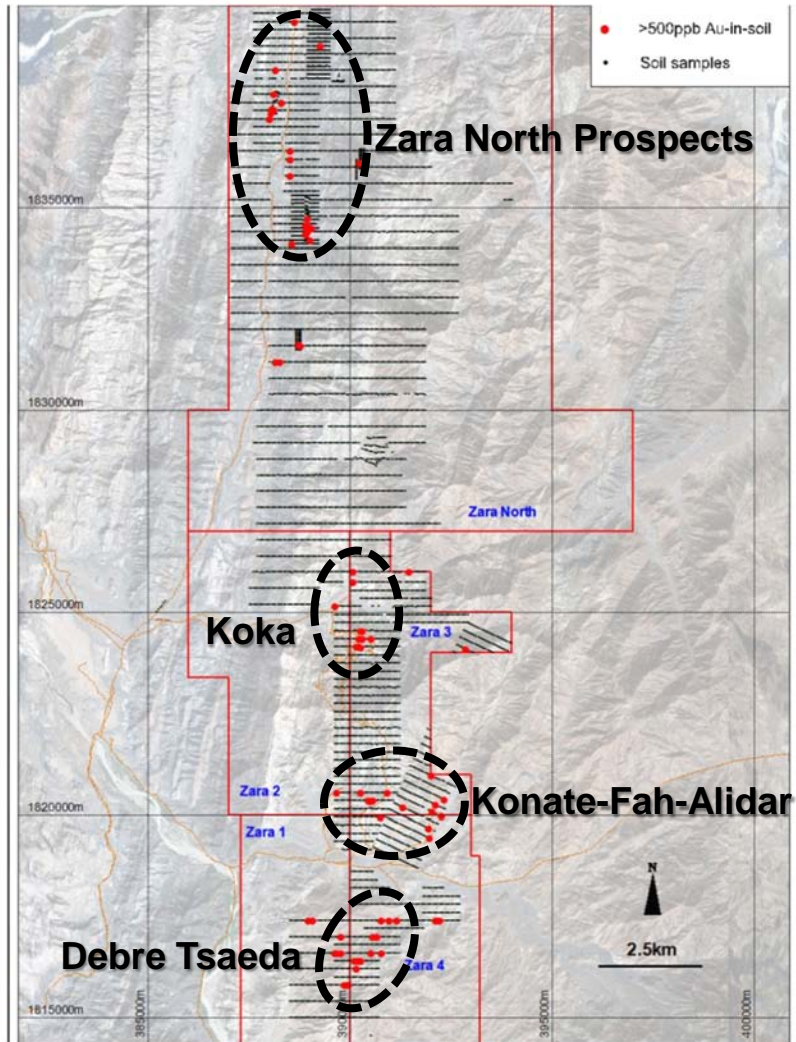 >500ppb Au-in-soil
Soil samples
Zara North Prospects
1835000m
1830000m
Zara North
1825000m
Koka
Zara 3
Zara 2
1820000m
Konate-Fah-Alidar
Zara 1
N
2.5km
Debre Tsaeda
Zara 4
1815000m
385000m
390000m
395000m
400000m